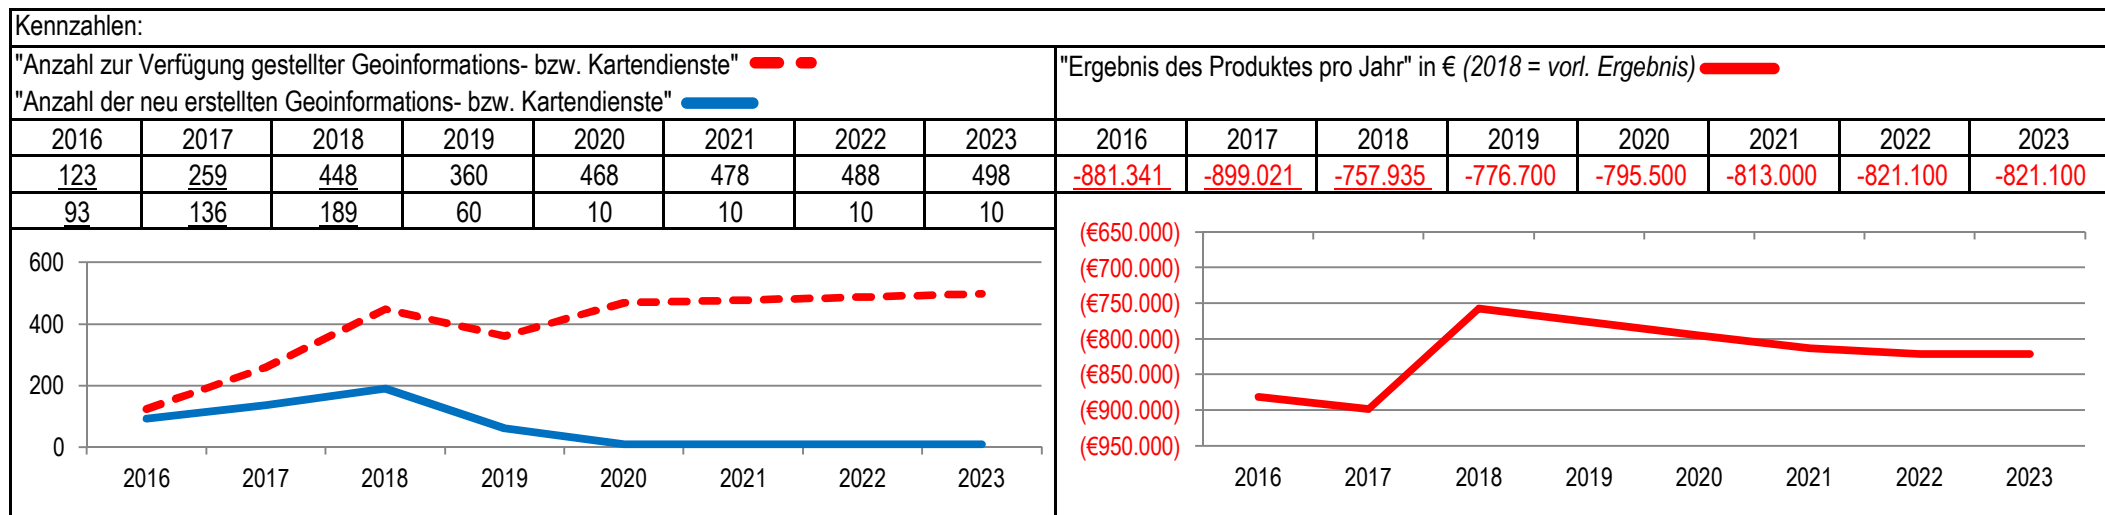 Kennzahlen:
"Anzahl zur Verfügung gestellter Geoinformations- bzw. Kartendienste"
"Anzahl der neu erstellten Geoinformations- bzw. Kartendienste"
2016 2017 2018 2019 2020 2021 2022 2023
123 259 448 360 468 478 488 498
93 136 189 60 10 10 10 10
600
400
200
0
2016 2017 2018 2019 2020 2021 2022 2023
"Ergebnis des Produktes pro Jahr" in € (2018 = vorl. Ergebnis)
2016 2017 2018 2019 2020 2021 2022 2023
-881.341 -899.021 -757.935 -776.700 -795.500 -813.000 -821.100 -821.100
(€650.000)
(€700.000)
(€750.000)
(€800.000)
(€850.000)
(€900.000)
(€950.000)
2016 2017 2018 2019 2020 2021 2022 2023